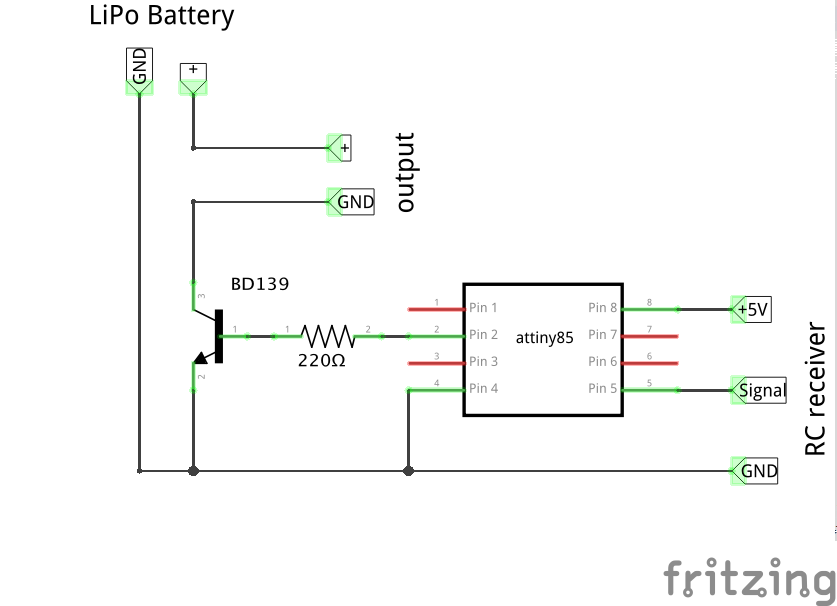 LiPo Battery
GND
+
+
output
GND
BD139
3
1
2
1
2
220Ω
1
Pin 1
2
Pin 2
3
Pin 3
4
Pin 4
attiny85
Pin 8
8
Pin 7
7
Pin 6
6
Pin 5
5
+5V
Signal
GND
RC receiver
fritzing